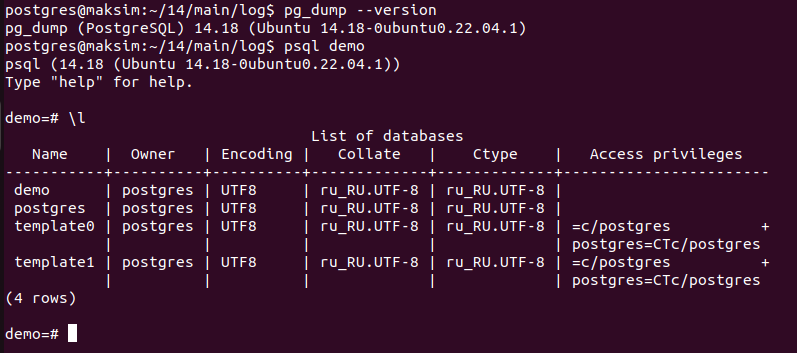 postgres@maksim:~/14/main/log$ pg_dump --version
pg_dump (PostgreSQL) 14.18 (Ubuntu 14.18-0ubuntu0.22.04.1)
postgres@maksim:~/14/main/log$ psql demo
psql (14.18 (Ubuntu 14.18-0ubuntu0.22.04.1))
Type "help" for help.

demo=# \l
                                  List of databases
   Name    |  Owner   | Encoding |   Collate   |    Ctype    |   Access privileges   
-----------+----------+----------+-------------+-------------+-----------------------
 demo      | postgres | UTF8     | ru_RU.UTF-8 | ru_RU.UTF-8 | 
 postgres  | postgres | UTF8     | ru_RU.UTF-8 | ru_RU.UTF-8 | 
 template0 | postgres | UTF8     | ru_RU.UTF-8 | ru_RU.UTF-8 | =c/postgres          +
           |          |          |             |             | postgres=CTc/postgres
 template1 | postgres | UTF8     | ru_RU.UTF-8 | ru_RU.UTF-8 | =c/postgres          +
           |          |          |             |             | postgres=CTc/postgres
(4 rows)

demo=#